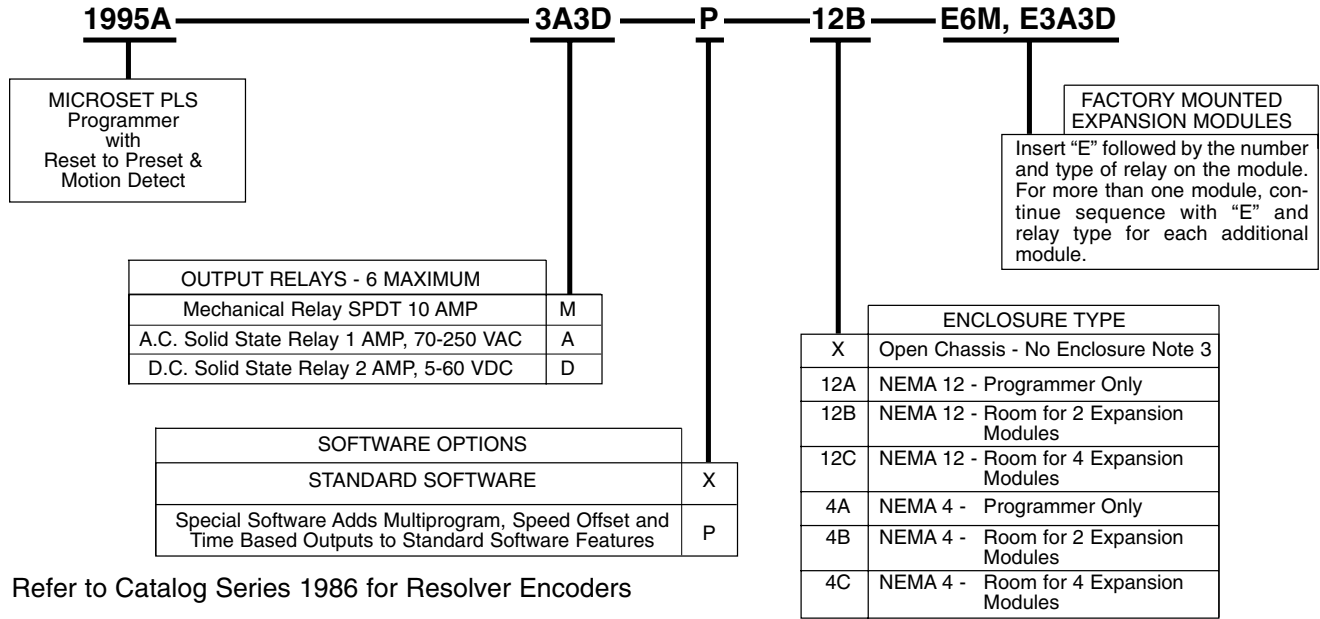 1995A 3A3D P 12B E6M, E3A3D
MICROSET PLS
Programmer
with
Reset to Preset &
Motion Detect
FACTORY MOUNTED
EXPANSION MODULES
Insert “E” followed by the number
and type of relay on the module.
For more than one module, con-
tinue sequence with “E” and
relay type for each additional
module.
OUTPUT RELAYS - 6 MAXIMUM
Mechanical Relay SPDT 10 AMP M
A.C. Solid State Relay 1 AMP, 70-250 VAC A
D.C. Solid State Relay 2 AMP, 5-60 VDC D
SOFTWARE OPTIONS
STANDARD SOFTWARE X
Special Software Adds Multiprogram, Speed Offset and
Time Based Outputs to Standard Software Features P
ENCLOSURE TYPE
X Open Chassis - No Enclosure Note 3
12A NEMA 12 - Programmer Only
12B NEMA 12 - Room for 2 Expansion
Modules
12C NEMA 12 - Room for 4 Expansion
Modules
4A NEMA 4 - Programmer Only
4B NEMA 4 - Room for 2 Expansion
Modules
4C NEMA 4 - Room for 4 Expansion
Modules
Refer to Catalog Series 1986 for Resolver Encoders